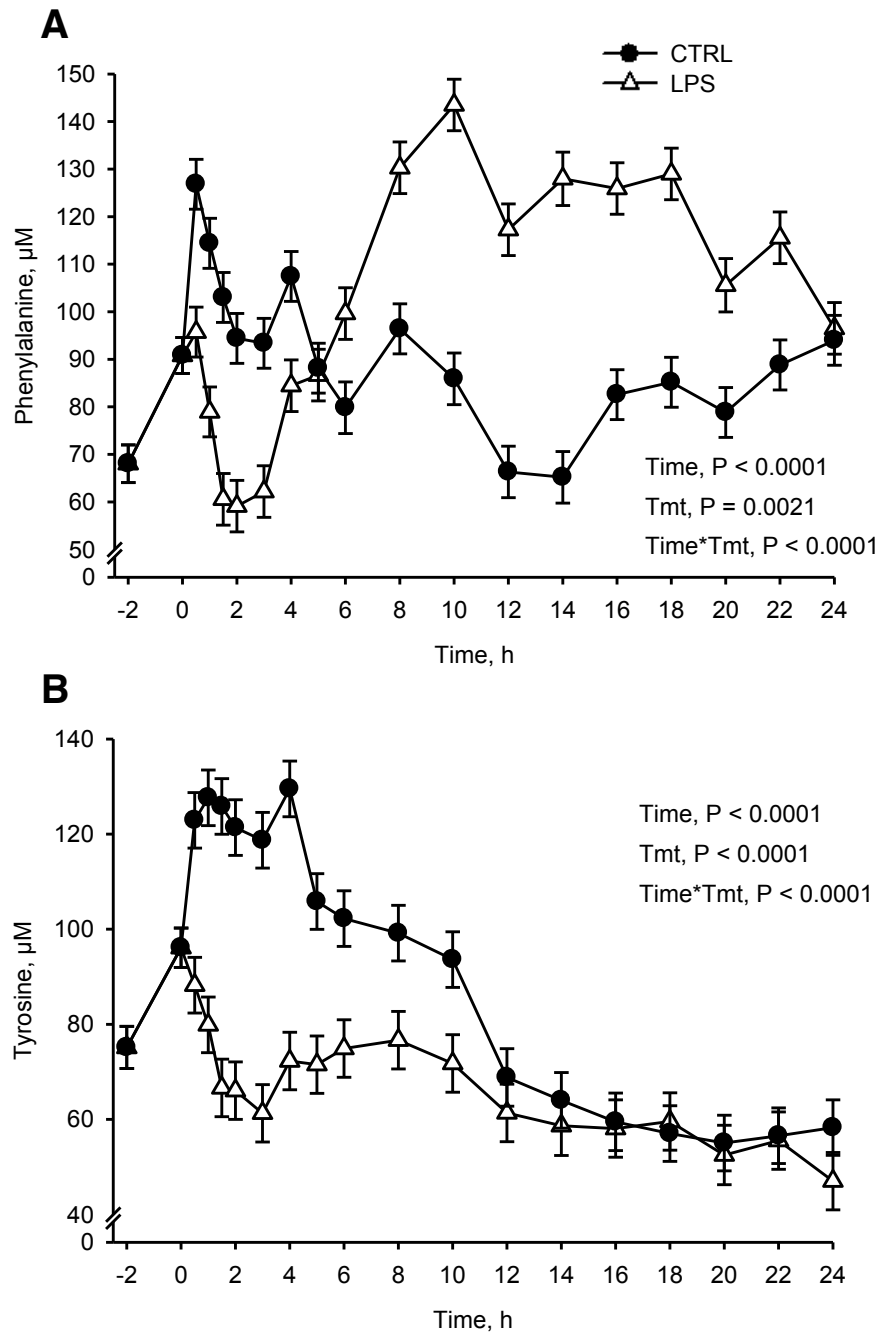 A
CTRL
LPS
Phenylalanine, µM
150
140
130
120
110
100
90
80
70
60
50
0
Time, P < 0.0001
Tmt, P = 0.0021
Time*Tmt, P < 0.0001
-2 0 2 4 6 8 10 12 14 16 18 20 22 24
Time, h
B
Tyrosine, µM
140
120
100
80
60
40
0
Time, P < 0.0001
Tmt, P < 0.0001
Time*Tmt, P < 0.0001
-2 0 2 4 6 8 10 12 14 16 18 20 22 24
Time, h